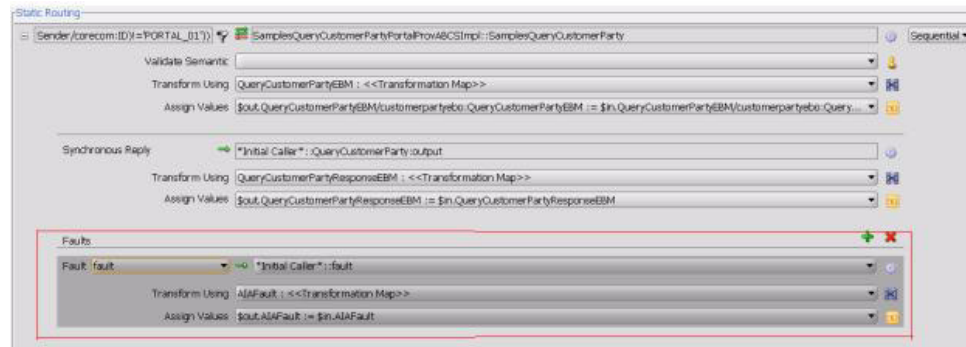 Static Routing
Sender/corecom:ID)!='PORTAL_01')) SamplesQueryCustomerPartyPortalProvABCSImpl::SamplesQueryCustomerParty Sequential
Validate Semantic
Transform Using QueryCustomerPartyEBM : <<Transformation Map>>
Assign Values $out.QueryCustomerPartyEBM/customerpartyebo:QueryCustomerPartyEBM := $in.QueryCustomerPartyEBM/customerpartyebo:Query...
Synchronous Reply *Initial Caller*::QueryCustomerParty:output
Transform Using QueryCustomerPartyResponseEBM : <<Transformation Map>>
Assign Values $out.QueryCustomerPartyResponseEBM := $in.QueryCustomerPartyResponseEBM
Faults
Fault fault *Initial Caller*::fault
Transform Using AIAFault : <<Transformation Map>>
Assign Values $out.AIAFault := $in.AIAFault